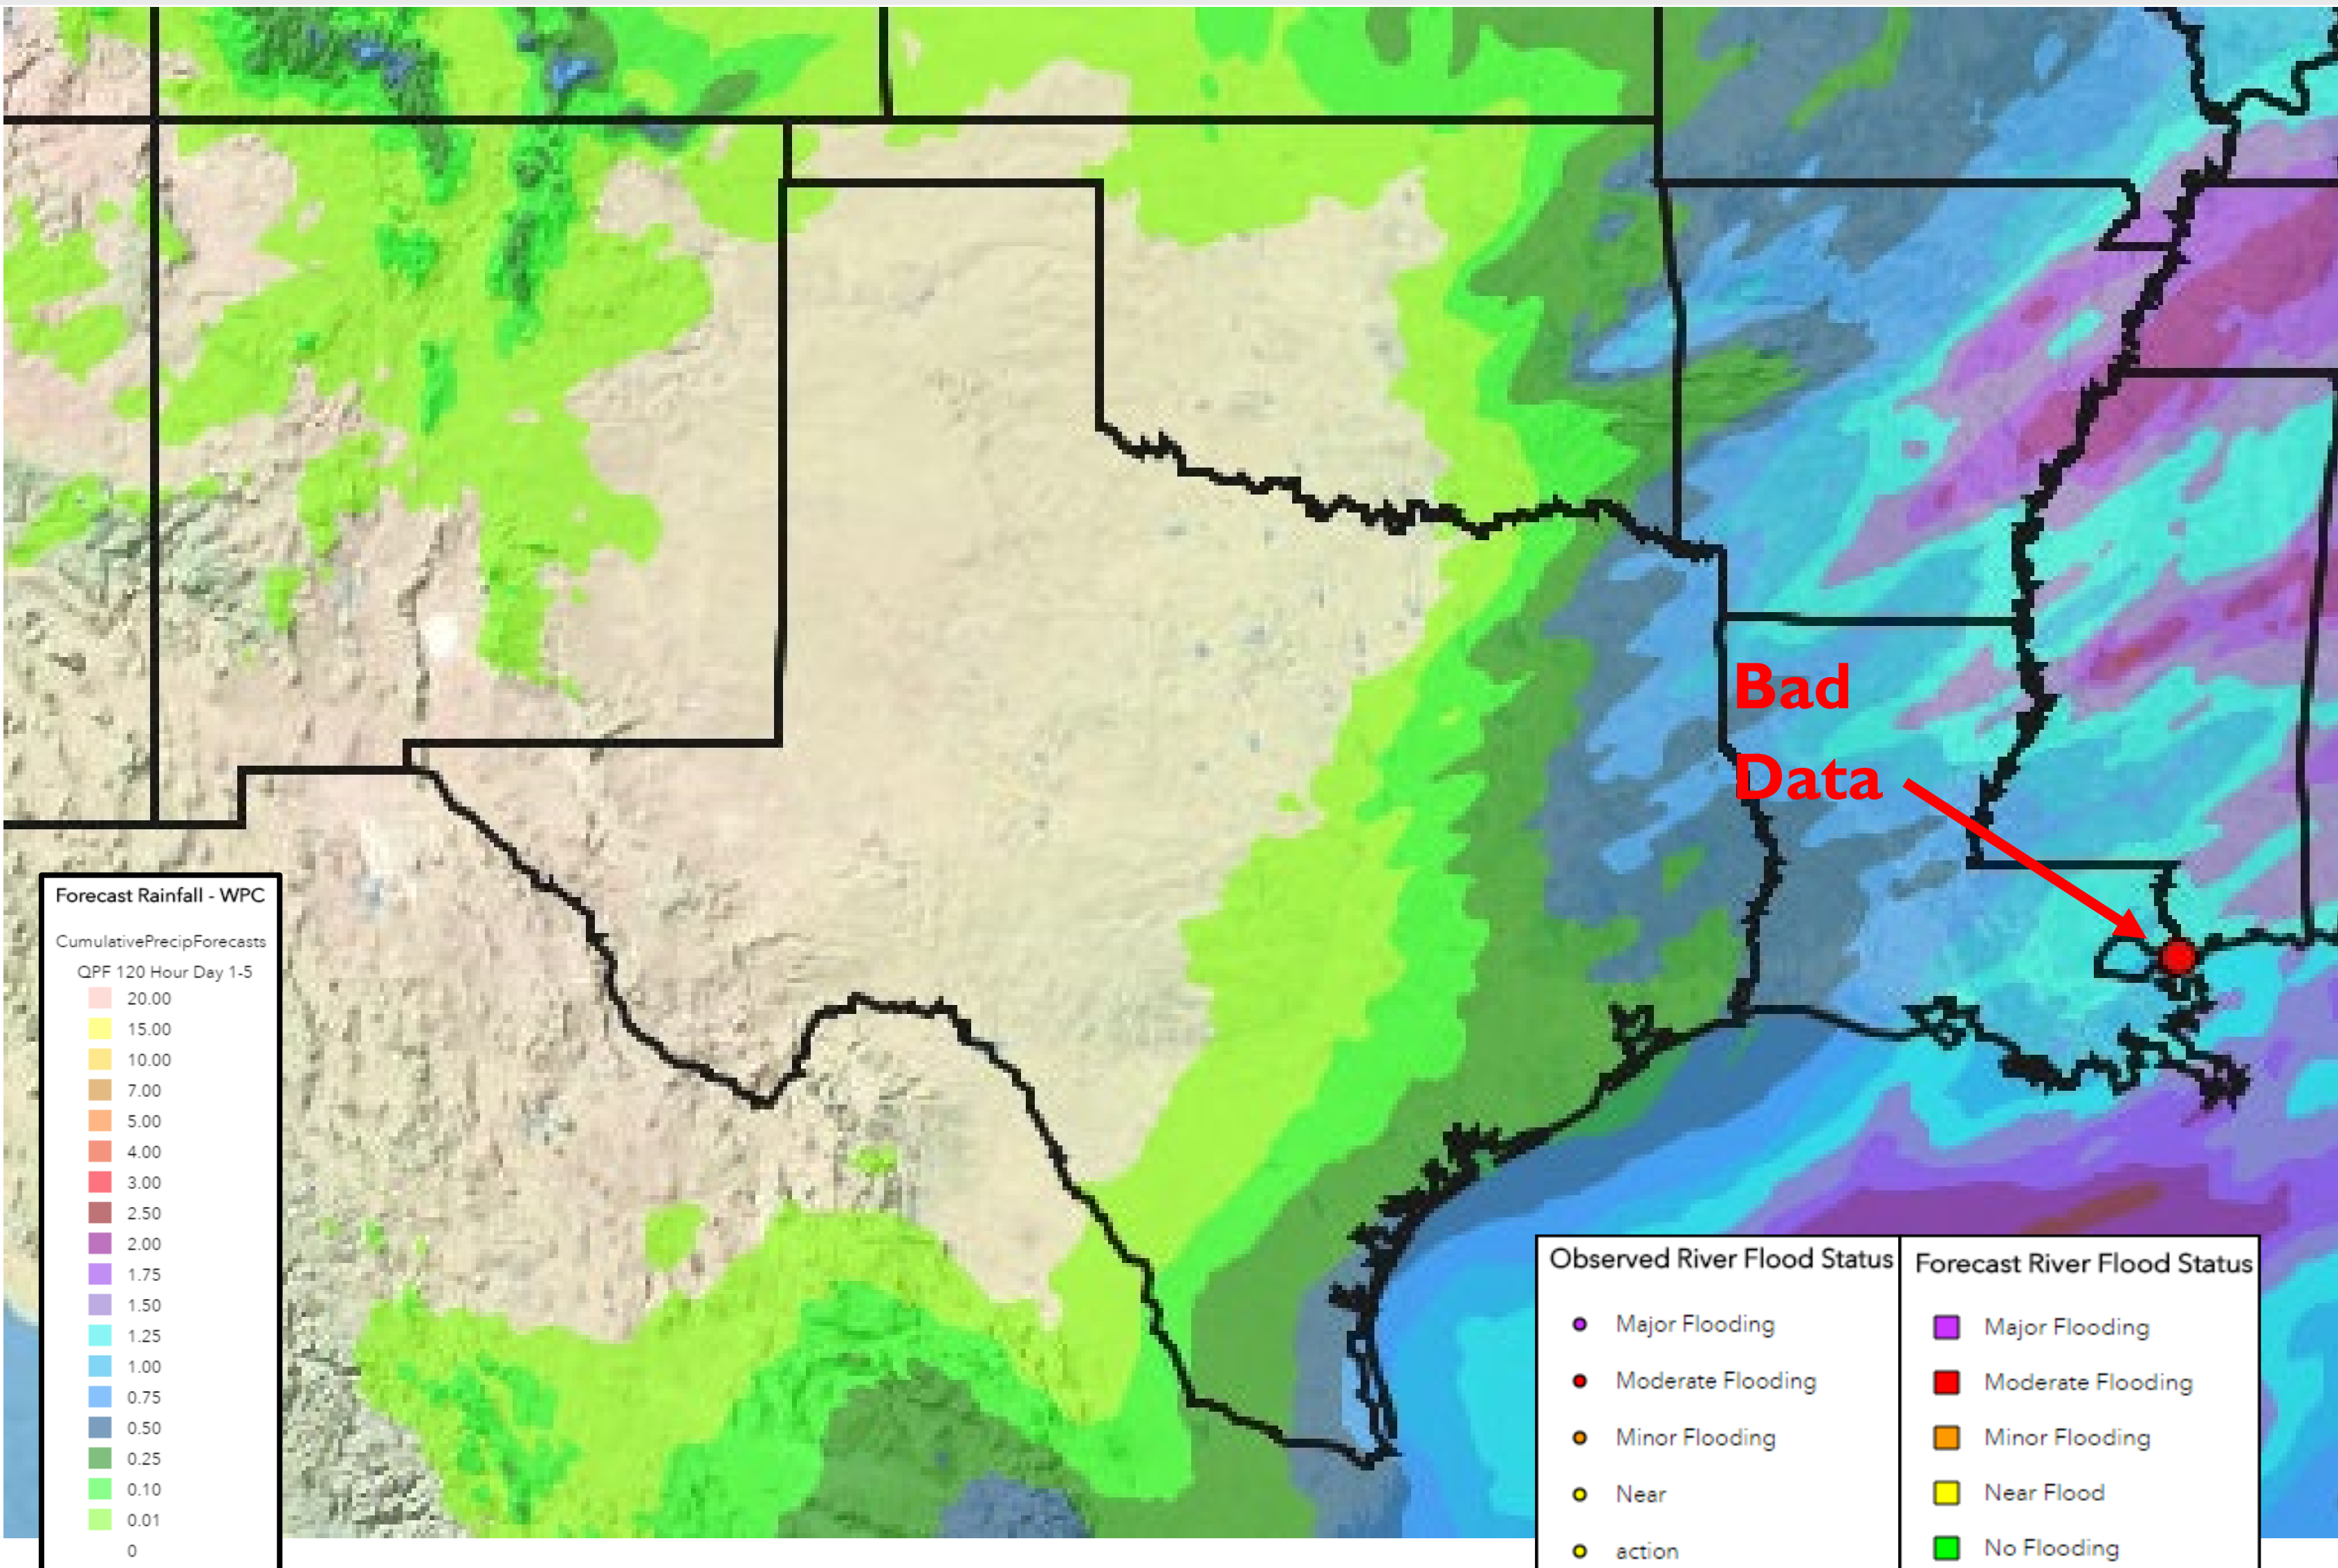 Bad
Data
Forecast Rainfall - WPC
CumulativePrecipForecasts
QPF 120 Hour Day 1-5
20.00
15.00
10.00
7.00
5.00
4.00
3.00
2.50
2.00
1.75
1.50
1.25
1.00
0.75
0.50
0.25
0.10
0.01
0
Observed River Flood Status
Major Flooding
Moderate Flooding
Minor Flooding
Near
action
Forecast River Flood Status
Major Flooding
Moderate Flooding
Minor Flooding
Near Flood
No Flooding